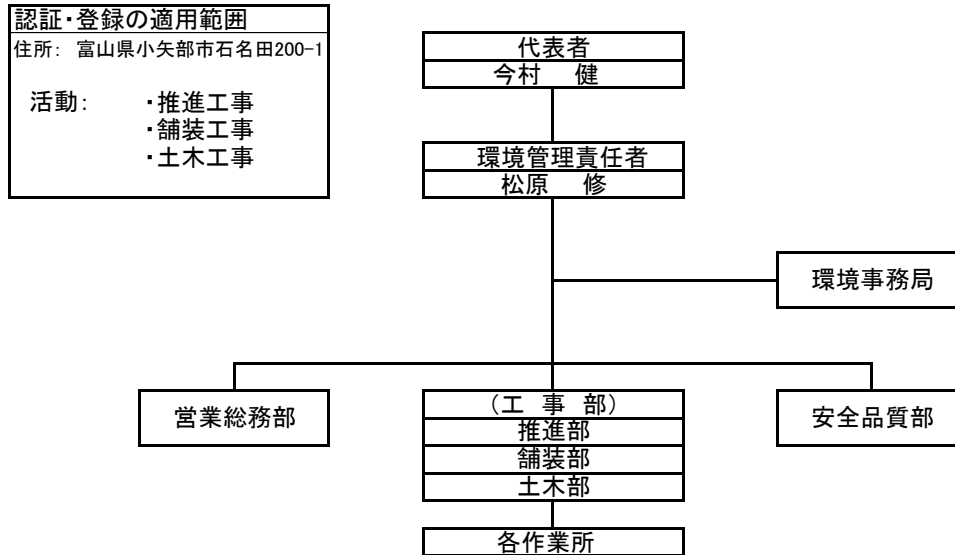 認証・登録の適用範囲
住所： 富山県小矢部市石名田200-1
活動： ・推進工事
・舗装工事
・土木工事
代表者
今村 健
環境管理責任者
松原 修
環境事務局
営業総務部
（工 事 部）
推進部
舗装部
土木部
安全品質部
各作業所